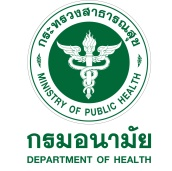 กระทรวงสาธารณสุข
MINISTRY OF PUBLIC HEALTH
กรมอนามัย
DEPARTMENT OF HEALTH